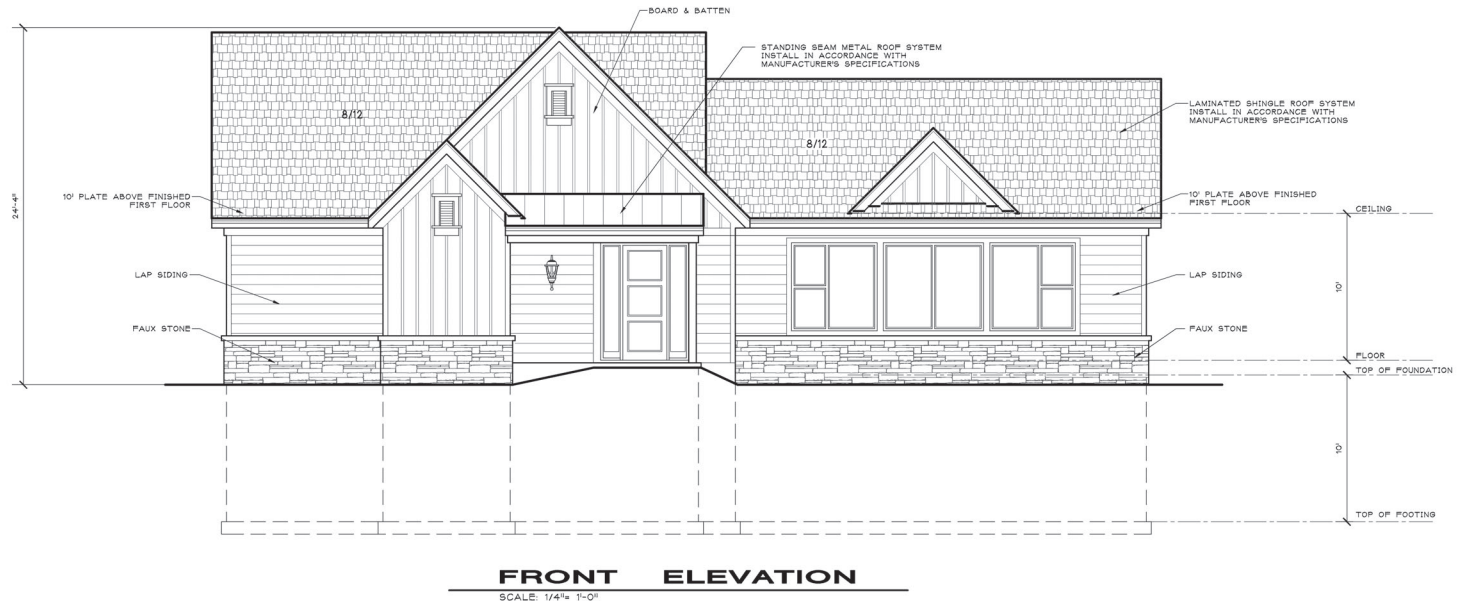 BOARD & BATTEN
STANDING SEAM METAL ROOF SYSTEM
INSTALL IN ACCORDANCE WITH
MANUFACTURER'S SPECIFICATIONS
LAMINATED SHINGLE ROOF SYSTEM
INSTALL IN ACCORDANCE WITH
MANUFACTURER'S SPECIFICATIONS
8/12
8/12
24'-4"
10' PLATE ABOVE FINISHED
FIRST FLOOR
10' PLATE ABOVE FINISHED
FIRST FLOOR
CEILING
LAP SIDING
LAP SIDING
10'
FAUX STONE
FAUX STONE
FLOOR
TOP OF FOUNDATION
10'
TOP OF FOOTING
FRONT ELEVATION
SCALE: 1/4"= 1'-0"